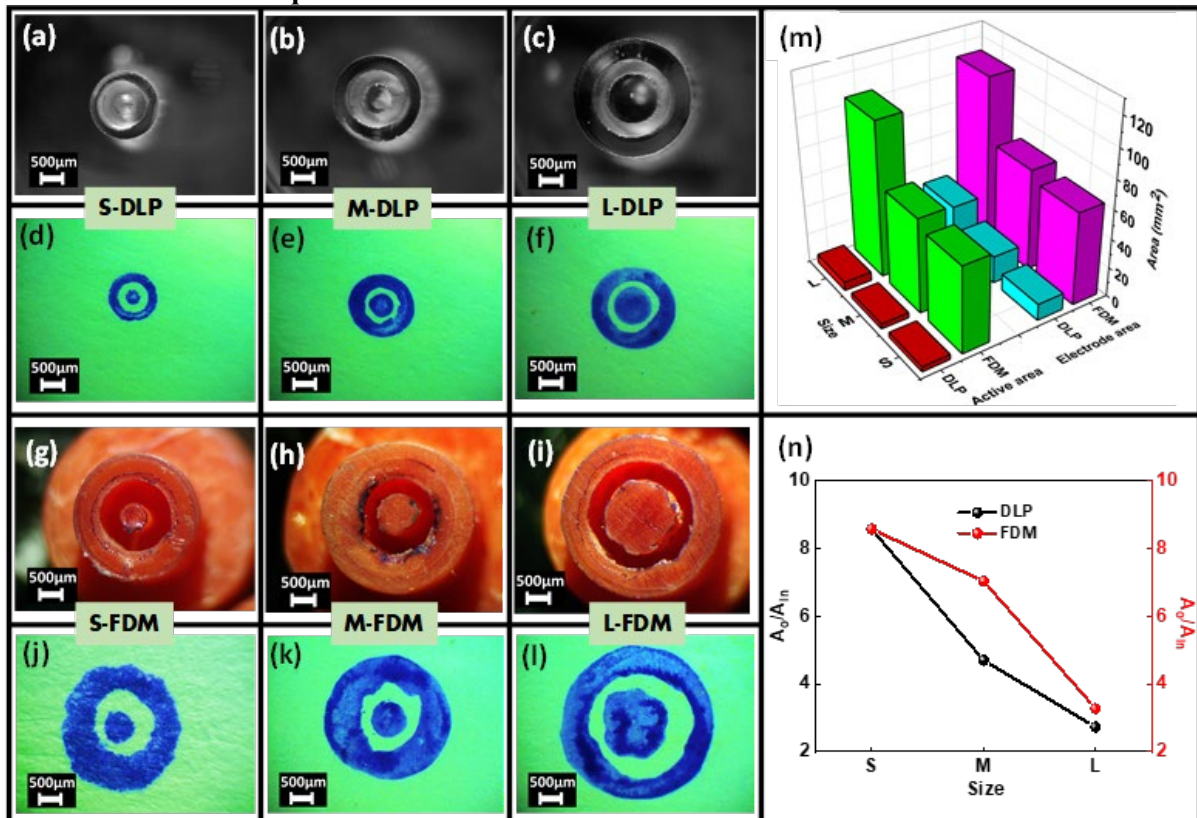 (a)
500µm
(b)
500µm
(c)
500µm
S-DLP
M-DLP
L-DLP
(d)
500µm
(e)
500µm
(f)
500µm
(g)
500µm
(h)
500µm
(i)
500µm
S-FDM
M-FDM
L-FDM
(j)
500µm
(k)
500µm
(l)
500µm
(m)
120
100
80
60
40
20
0
Area (mm²)
L
M
S
Size
DLP
FDM
Active area
DLP
FDM
Electrode area
(n)
10
8
6
4
2
A₀/AIn
DLP
FDM
10
8
6
4
2
A₀/AIn
S
M
L
Size